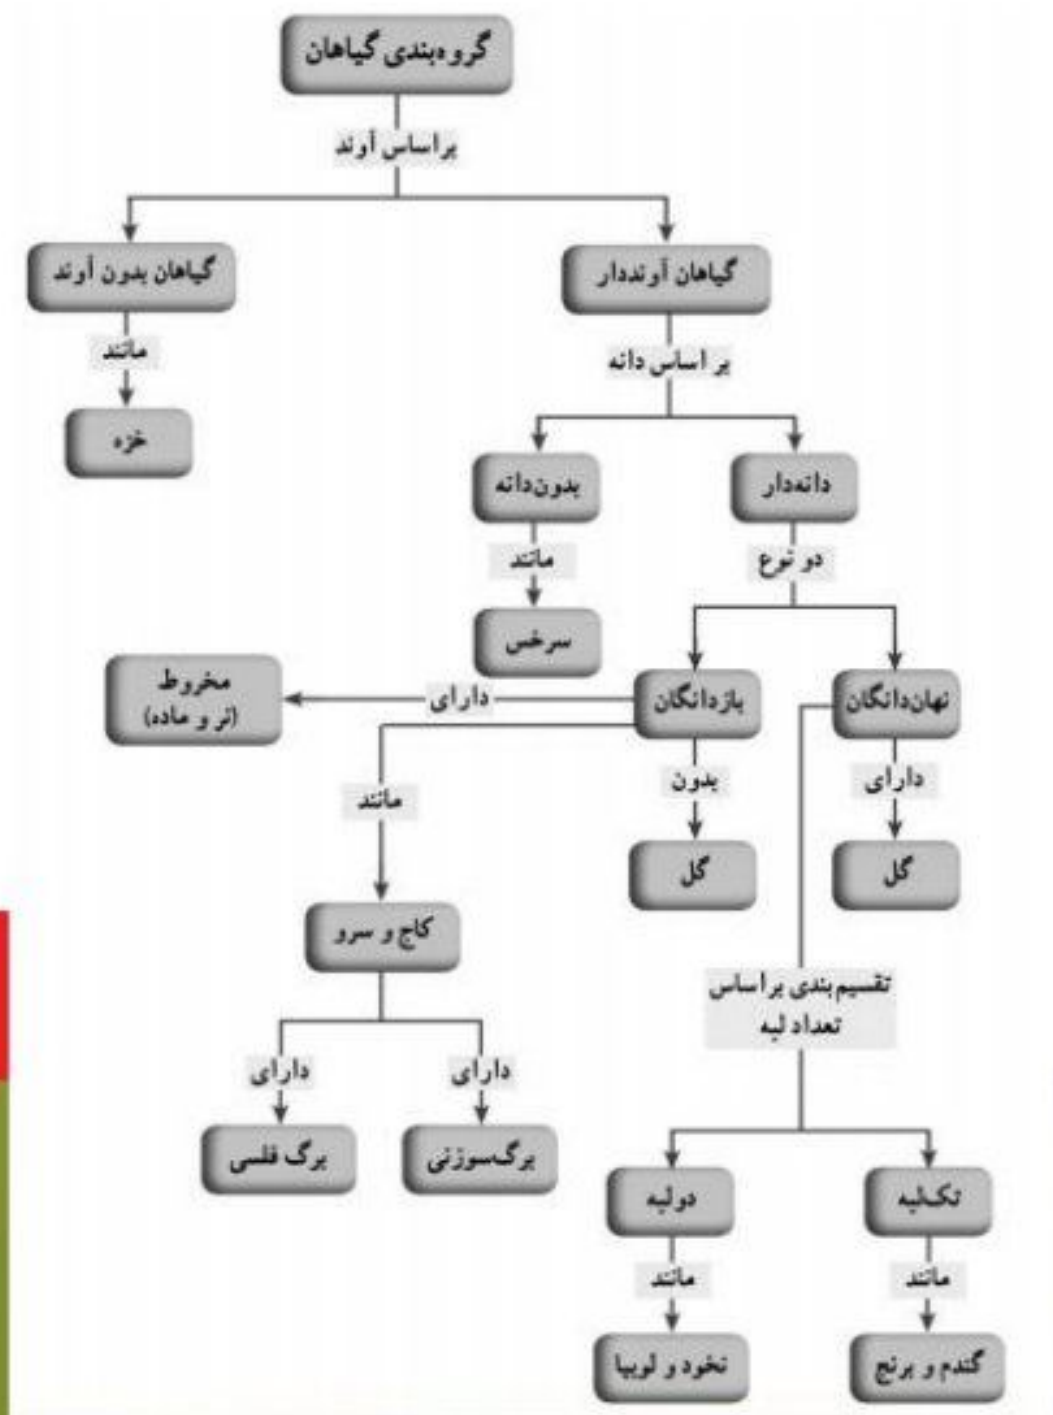 گروه‌بندی گیاهان
براساس آوند
گیاهان آونددار
گیاهان بدون آوند
بر اساس دانه
مانند
خزه
دانه‌دار
بدون‌دانه
دو نوع
مانند
سرخس
نهان‌دانگان
بازدانگان
دارای
مخروط
(نر و ماده)
دارای
بدون
مانند
گل
گل
کاج و سرو
تقسیم‌بندی براساس
تعداد لپه
دارای
دارای
برگ‌سوزنی
برگ فلسی
تک‌لپه
دولپه
مانند
مانند
گندم و برنج
نخود و لوبیا